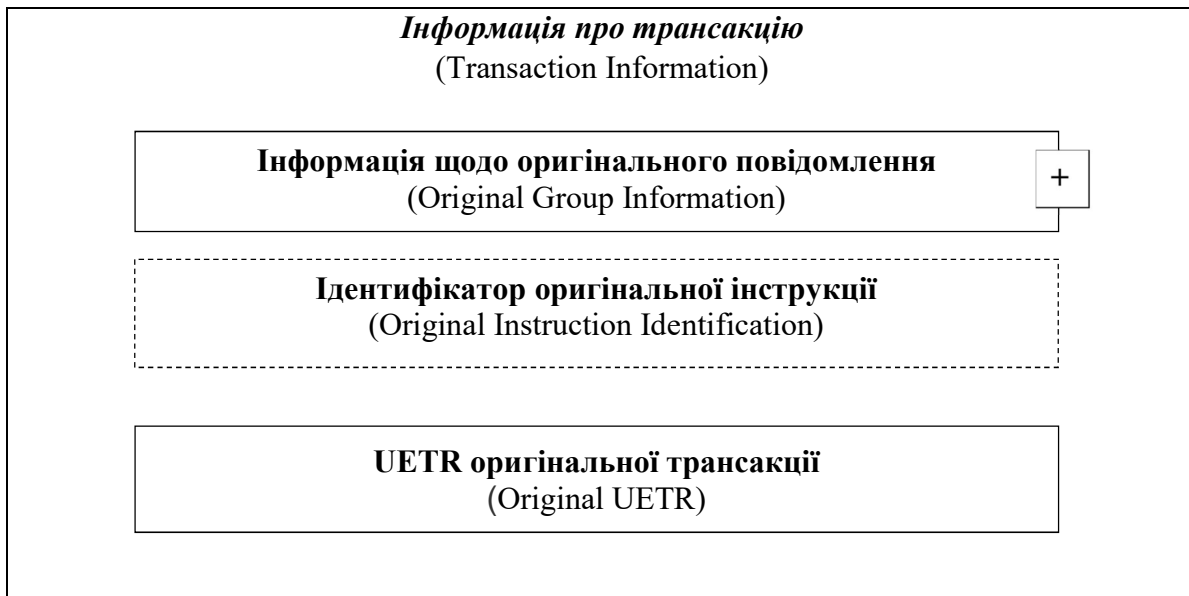 Інформація про трансакцію
(Transaction Information)
Інформація щодо оригінального повідомлення
(Original Group Information)
+
Ідентифікатор оригінальної інструкції
(Original Instruction Identification)
UETR оригінальної трансакції
(Original UETR)